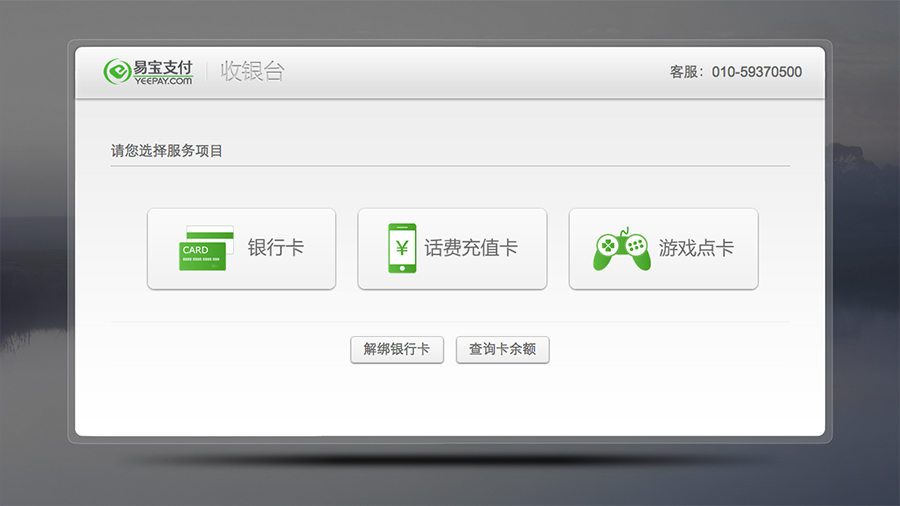 易宝支付
YEEPAY.COM
收银台
客服：010-59370500
请您选择服务项目
CARD
银行卡
¥
话费充值卡
游戏点卡
解绑银行卡
查询卡余额